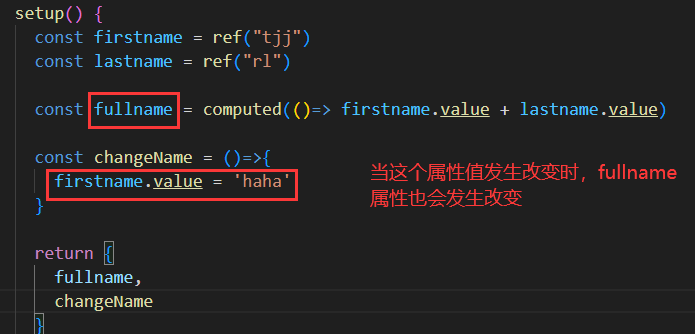 setup() {
const firstname = ref("tjj")
const lastname = ref("rl")
const fullname = computed(()=> firstname.value + lastname.value)
const changeName = ()=>{
firstname.value = 'haha'
当这个属性值发生改变时，fullname
属性也会发生改变
}
return {
fullname,
changeName
}